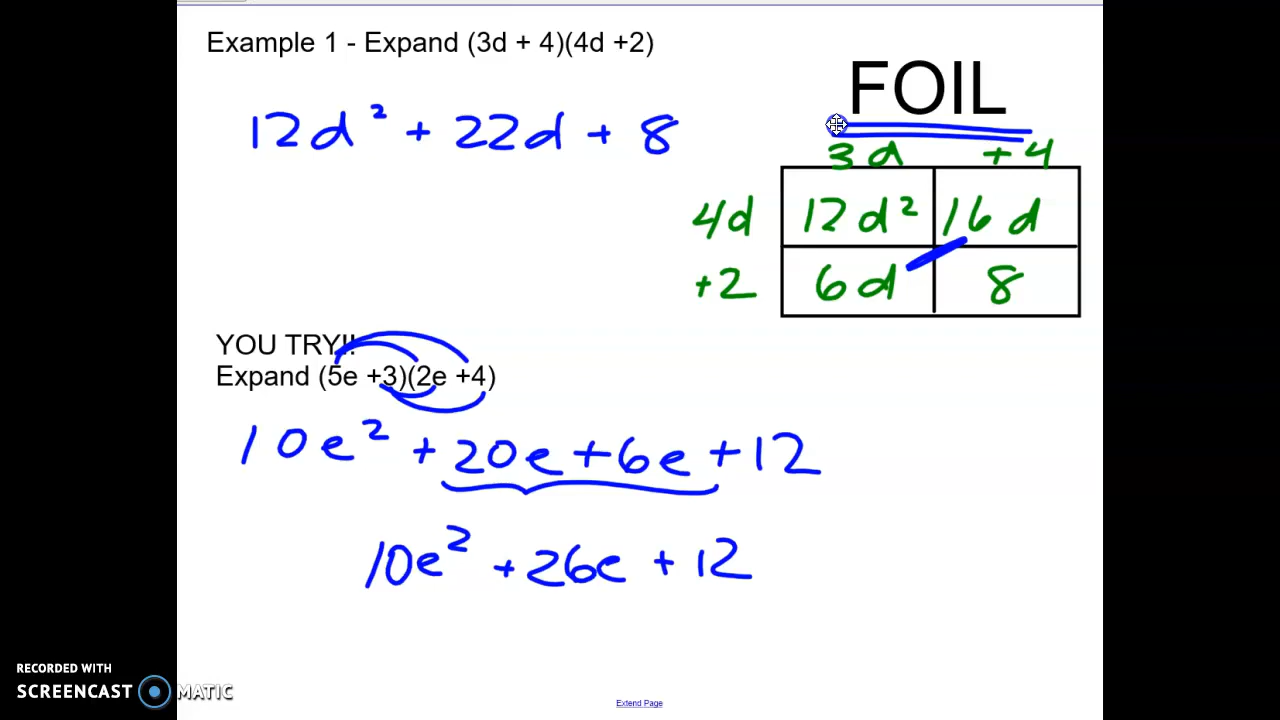 Example 1 - Expand (3d + 4)(4d +2)
FOIL
12d² + 22d + 8
3d +4
4d 12d² 16d
+2 6d 8
YOU TRY!!
Expand (5e +3)(2e +4)
10e² + 20e + 6e + 12
10e² + 26e + 12
RECORDED WITH
SCREENCAST MATIC
Extend Page